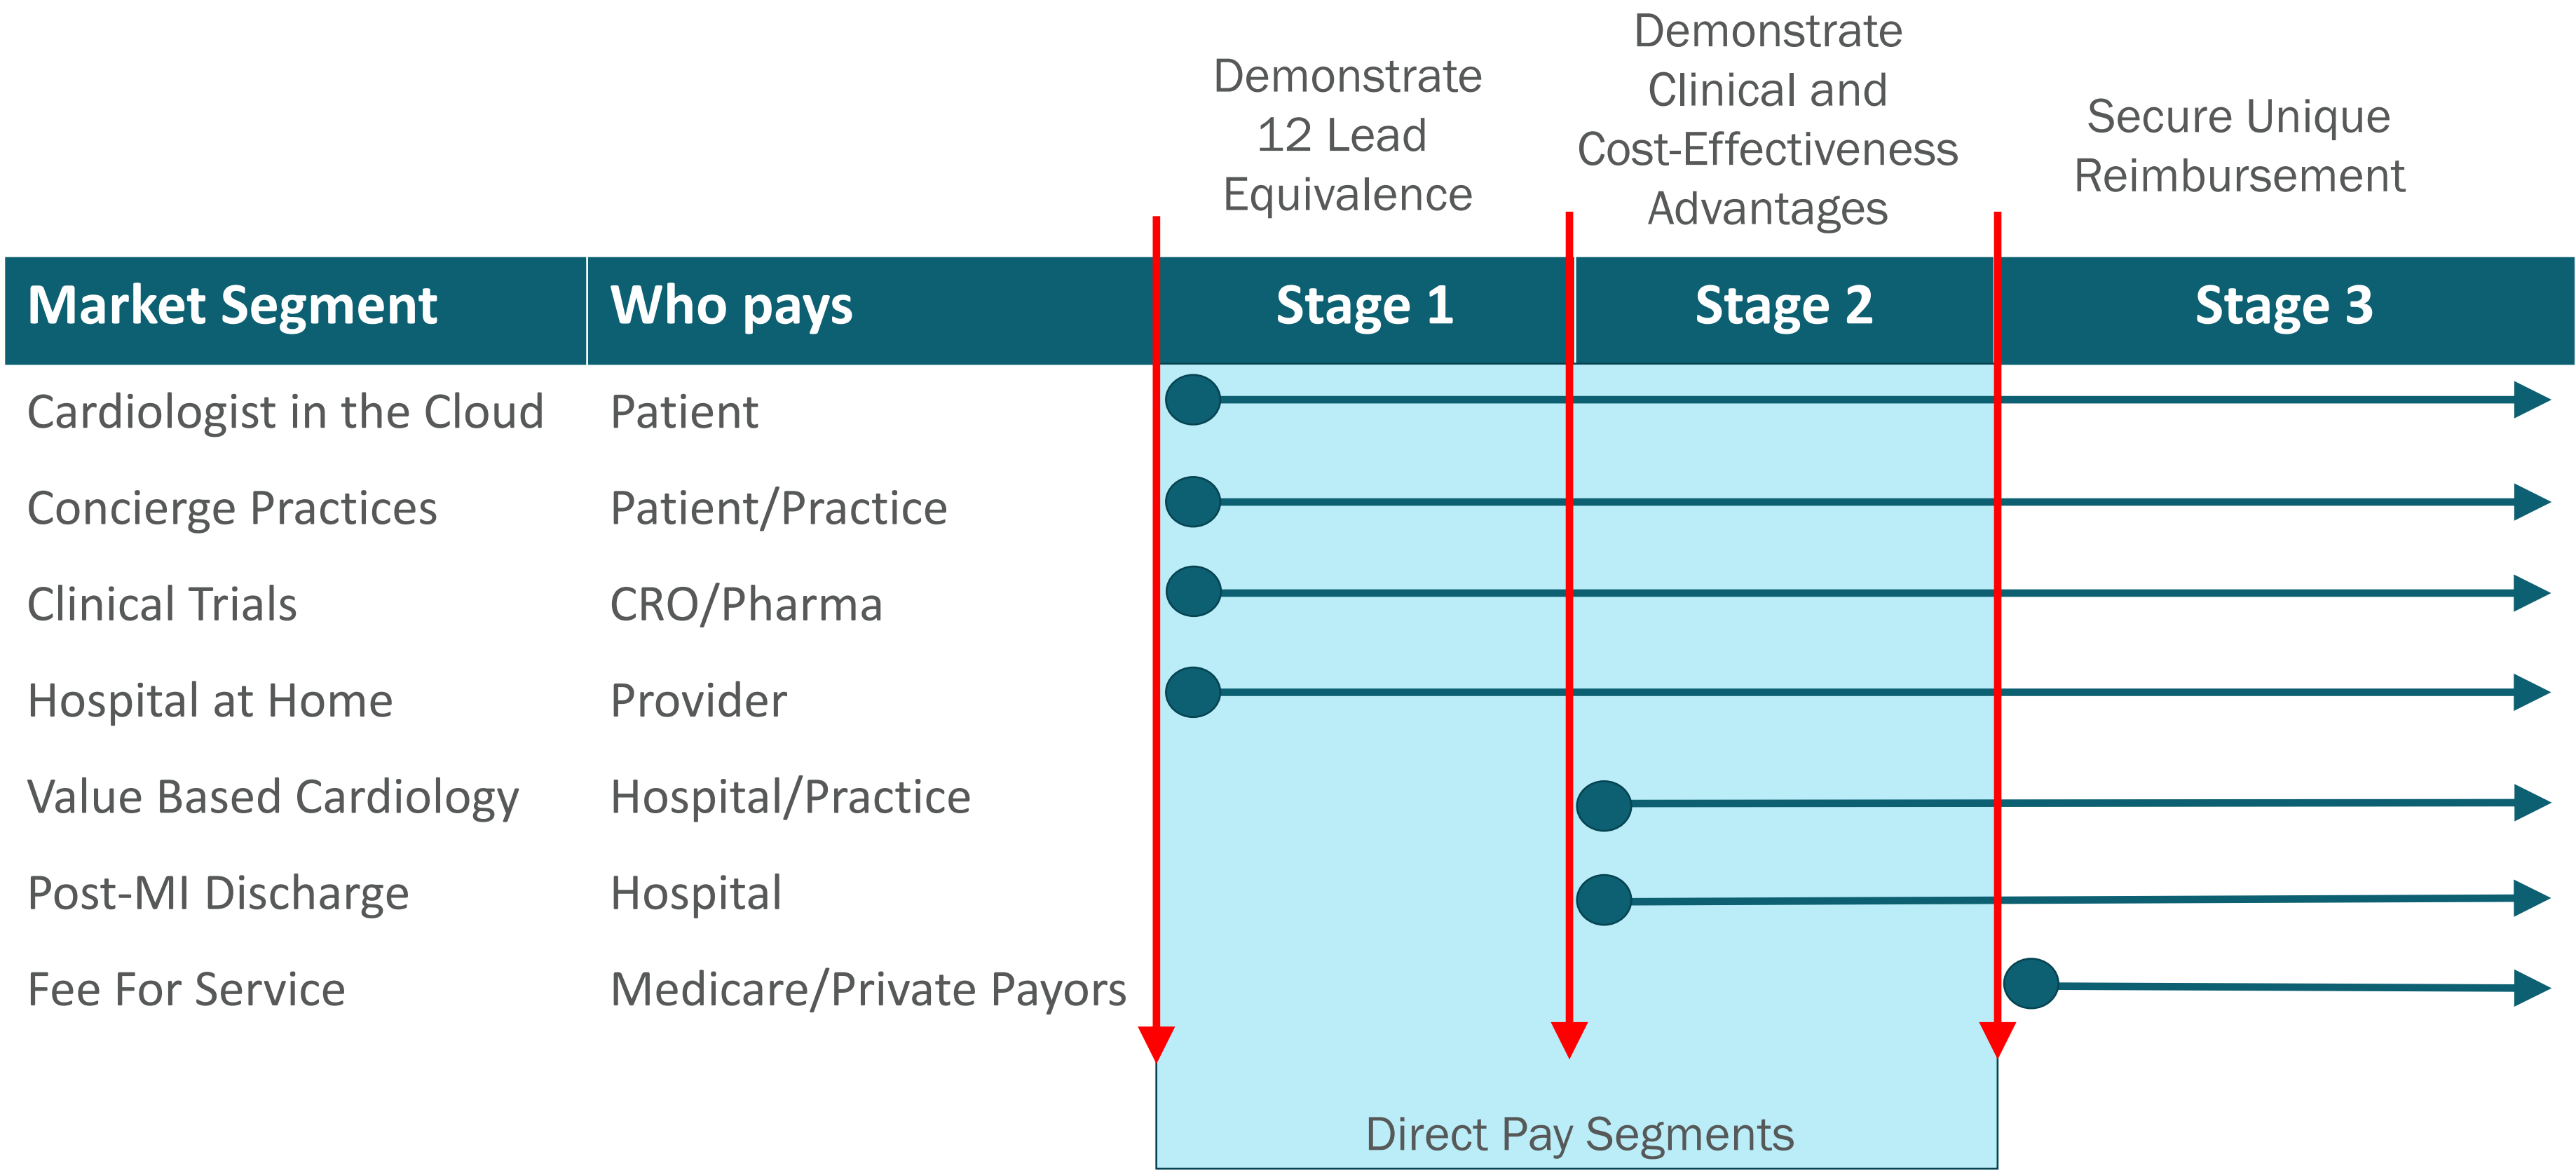 Demonstrate
12 Lead
Equivalence
Demonstrate
Clinical and
Cost-Effectiveness
Advantages
Secure Unique
Reimbursement
Market Segment Who pays Stage 1 Stage 2 Stage 3
Cardiologist in the Cloud Patient
Concierge Practices Patient/Practice
Clinical Trials CRO/Pharma
Hospital at Home Provider
Value Based Cardiology Hospital/Practice
Post-MI Discharge Hospital
Fee For Service Medicare/Private Payors
Direct Pay Segments